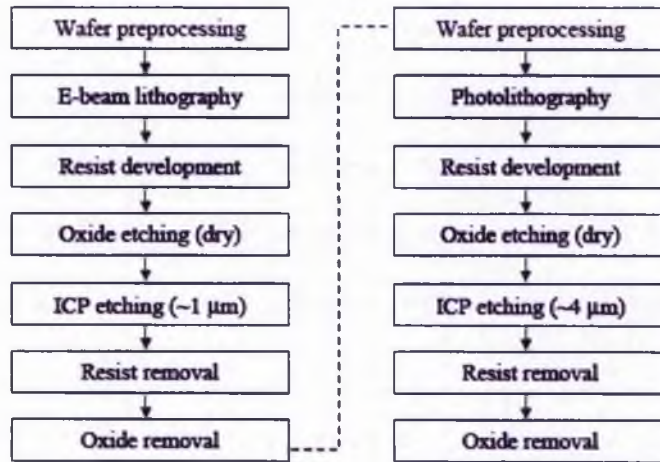 Wafer preprocessing
E-beam lithography
Resist development
Oxide etching (dry)
ICP etching (~1 μm)
Resist removal
Oxide removal
Wafer preprocessing
Photolithography
Resist development
Oxide etching (dry)
ICP etching (~4 μm)
Resist removal
Oxide removal